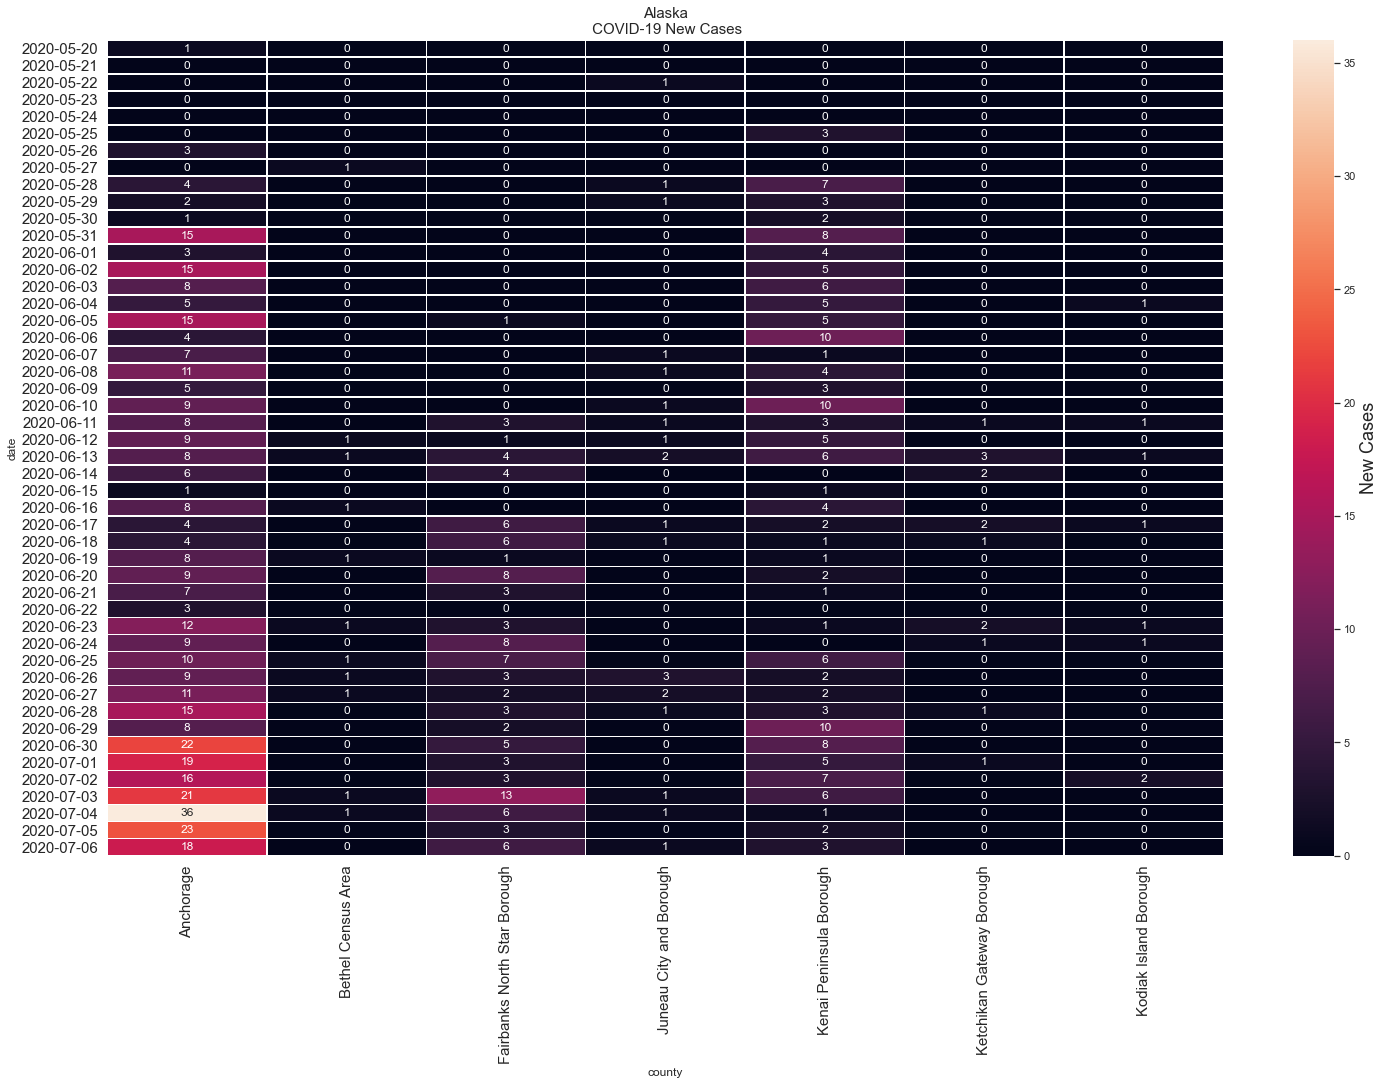 Alaska
COVID-19 New Cases
2020-05-20 1 0 0 0 0 0 0
2020-05-21 0 0 0 0 0 0 0
2020-05-22 0 0 0 1 0 0 0
2020-05-23 0 0 0 0 0 0 0
2020-05-24 0 0 0 0 0 0 0
2020-05-25 0 0 0 0 3 0 0
2020-05-26 3 0 0 0 0 0 0
2020-05-27 0 1 0 0 0 0 0
2020-05-28 4 0 0 1 7 0 0
2020-05-29 2 0 0 1 3 0 0
2020-05-30 1 0 0 0 2 0 0
2020-05-31 15 0 0 0 8 0 0
2020-06-01 3 0 0 0 4 0 0
2020-06-02 15 0 0 0 5 0 0
2020-06-03 8 0 0 0 6 0 0
2020-06-04 5 0 0 0 5 0 1
2020-06-05 15 0 1 0 5 0 0
2020-06-06 4 0 0 0 10 0 0
2020-06-07 7 0 0 1 1 0 0
2020-06-08 11 0 0 1 4 0 0
2020-06-09 5 0 0 0 3 0 0
2020-06-10 9 0 0 1 10 0 0
2020-06-11 8 0 3 1 3 1 1
2020-06-12 9 1 1 1 5 0 0
2020-06-13 8 1 4 2 6 3 1
2020-06-14 6 0 4 0 0 2 0
2020-06-15 1 0 0 0 1 0 0
2020-06-16 8 1 0 0 4 0 0
2020-06-17 4 0 6 1 2 2 1
2020-06-18 4 0 6 1 1 1 0
2020-06-19 8 1 1 0 1 0 0
2020-06-20 9 0 8 0 2 0 0
2020-06-21 7 0 3 0 1 0 0
2020-06-22 3 0 0 0 0 0 0
2020-06-23 12 1 3 0 1 2 1
2020-06-24 9 0 8 0 0 1 1
2020-06-25 10 1 7 0 6 0 0
2020-06-26 9 1 3 3 2 0 0
2020-06-27 11 1 2 2 2 0 0
2020-06-28 15 0 3 1 3 1 0
2020-06-29 8 0 2 0 10 0 0
2020-06-30 22 0 5 0 8 0 0
2020-07-01 19 0 3 0 5 1 0
2020-07-02 16 0 3 0 7 0 2
2020-07-03 21 1 13 1 6 0 0
2020-07-04 36 1 6 1 1 0 0
2020-07-05 23 0 3 0 2 0 0
2020-07-06 18 0 6 1 3 0 0
date
Anchorage
Bethel Census Area
Fairbanks North Star Borough
Juneau City and Borough
Kenai Peninsula Borough
Ketchikan Gateway Borough
Kodiak Island Borough
county
35
30
25
20
15
10
5
0
New Cases